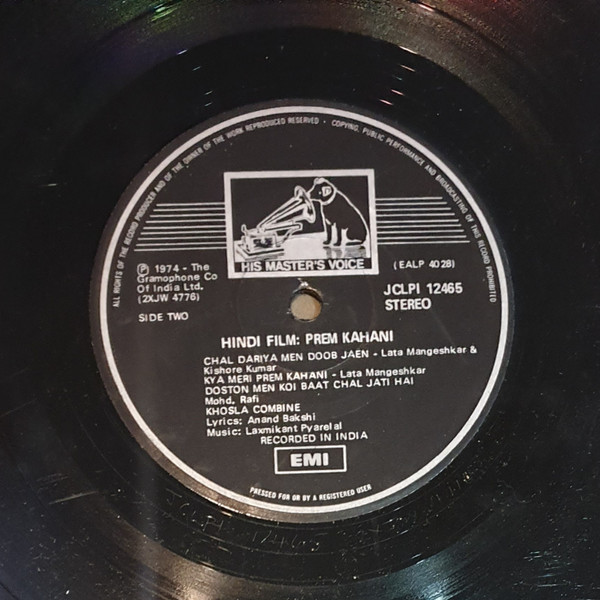 ALL RIGHTS OF THE RECORD PRODUCER AND OF THE OWNER OF THE WORK REPRODUCED RESERVED · COPYING, PUBLIC PERFORMANCE AND BROADCASTING OF THIS RECORD PROHIBITED
HIS MASTER'S VOICE
Ⓟ 1974 - The
Gramophone Co
Of India Ltd.
(2XJW 4776)
SIDE TWO
(EALP 4028)
JCLPI 12465
STEREO
HINDI FILM: PREM KAHANI
CHAL DARIYA MEN DOOB JAEN - Lata Mangeshkar &
Kishore Kumar
KYA MERI PREM KAHANI - Lata Mangeshkar
DOSTON MEN KOI BAAT CHAL JATI HAI
Mohd. Rafi
KHOSLA COMBINE
Lyrics: Anand Bakshi
Music: Laxmikant Pyarelal
RECORDED IN INDIA
EMI
PRESSED FOR OR BY A REGISTERED USER